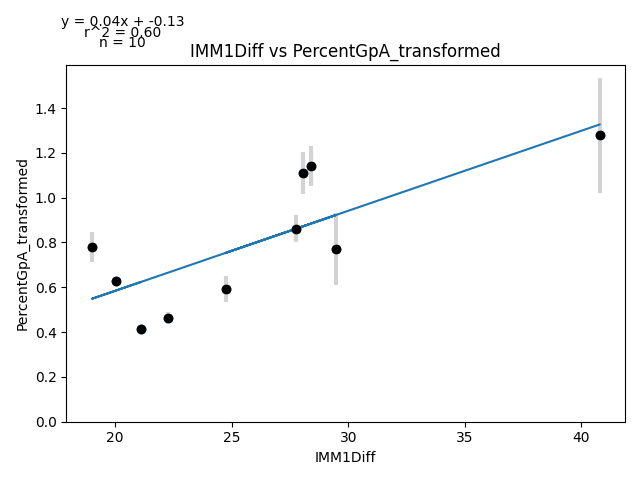 y = 0.04x + -0.13
r^2 = 0.60
n = 10
IMM1Diff vs PercentGpA_transformed
PercentGpA_transformed
1.4
1.2
1.0
0.8
0.6
0.4
0.2
0.0
20 25 30 35 40
IMM1Diff